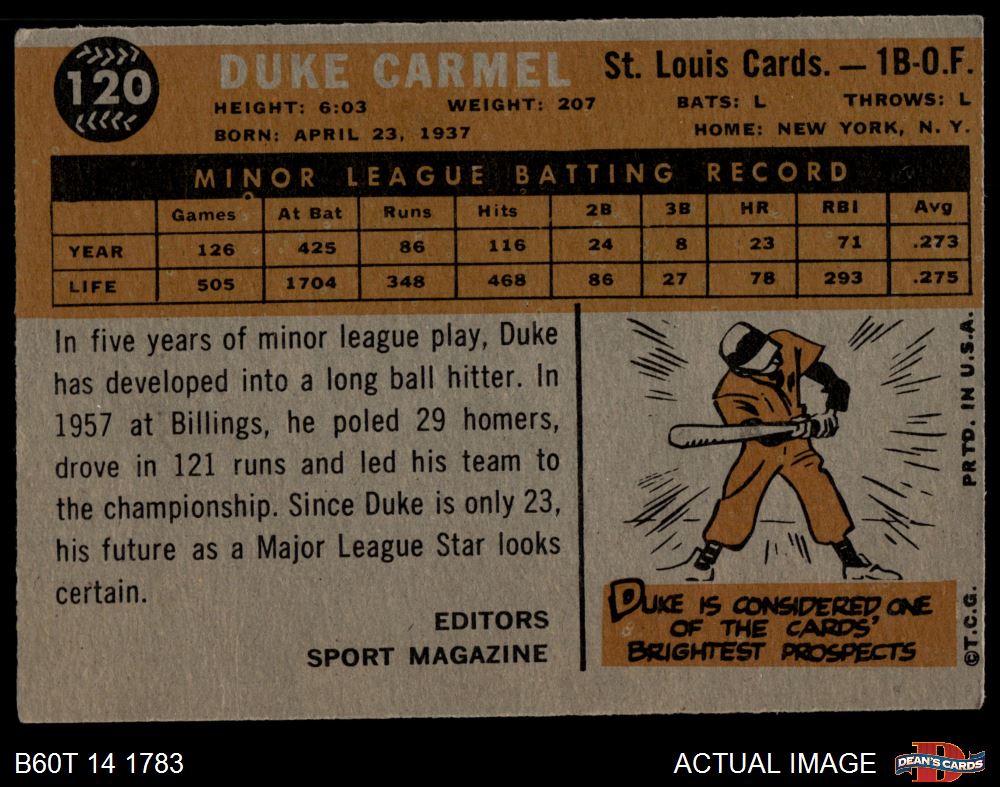 120
DUKE CARMEL St. Louis Cards. — 1B-O.F.
HEIGHT: 6:03 WEIGHT: 207 BATS: L THROWS: L
BORN: APRIL 23, 1937 HOME: NEW YORK, N. Y.
MINOR LEAGUE BATTING RECORD
Games At Bat Runs Hits 2B 3B HR RBI Avg
YEAR 126 425 86 116 24 8 23 71 .273
LIFE 505 1704 348 468 86 27 78 293 .275
In five years of minor league play, Duke
has developed into a long ball hitter. In
1957 at Billings, he poled 29 homers,
drove in 121 runs and led his team to
the championship. Since Duke is only 23,
his future as a Major League Star looks
certain.
EDITORS
SPORT MAGAZINE
DUKE IS CONSIDERED ONE
OF THE CARDS'
BRIGHTEST PROSPECTS
©T.C.G. PRTD. IN U.S.A.
B60T 14 1783 ACTUAL IMAGE
D
DEAN'S CARDS